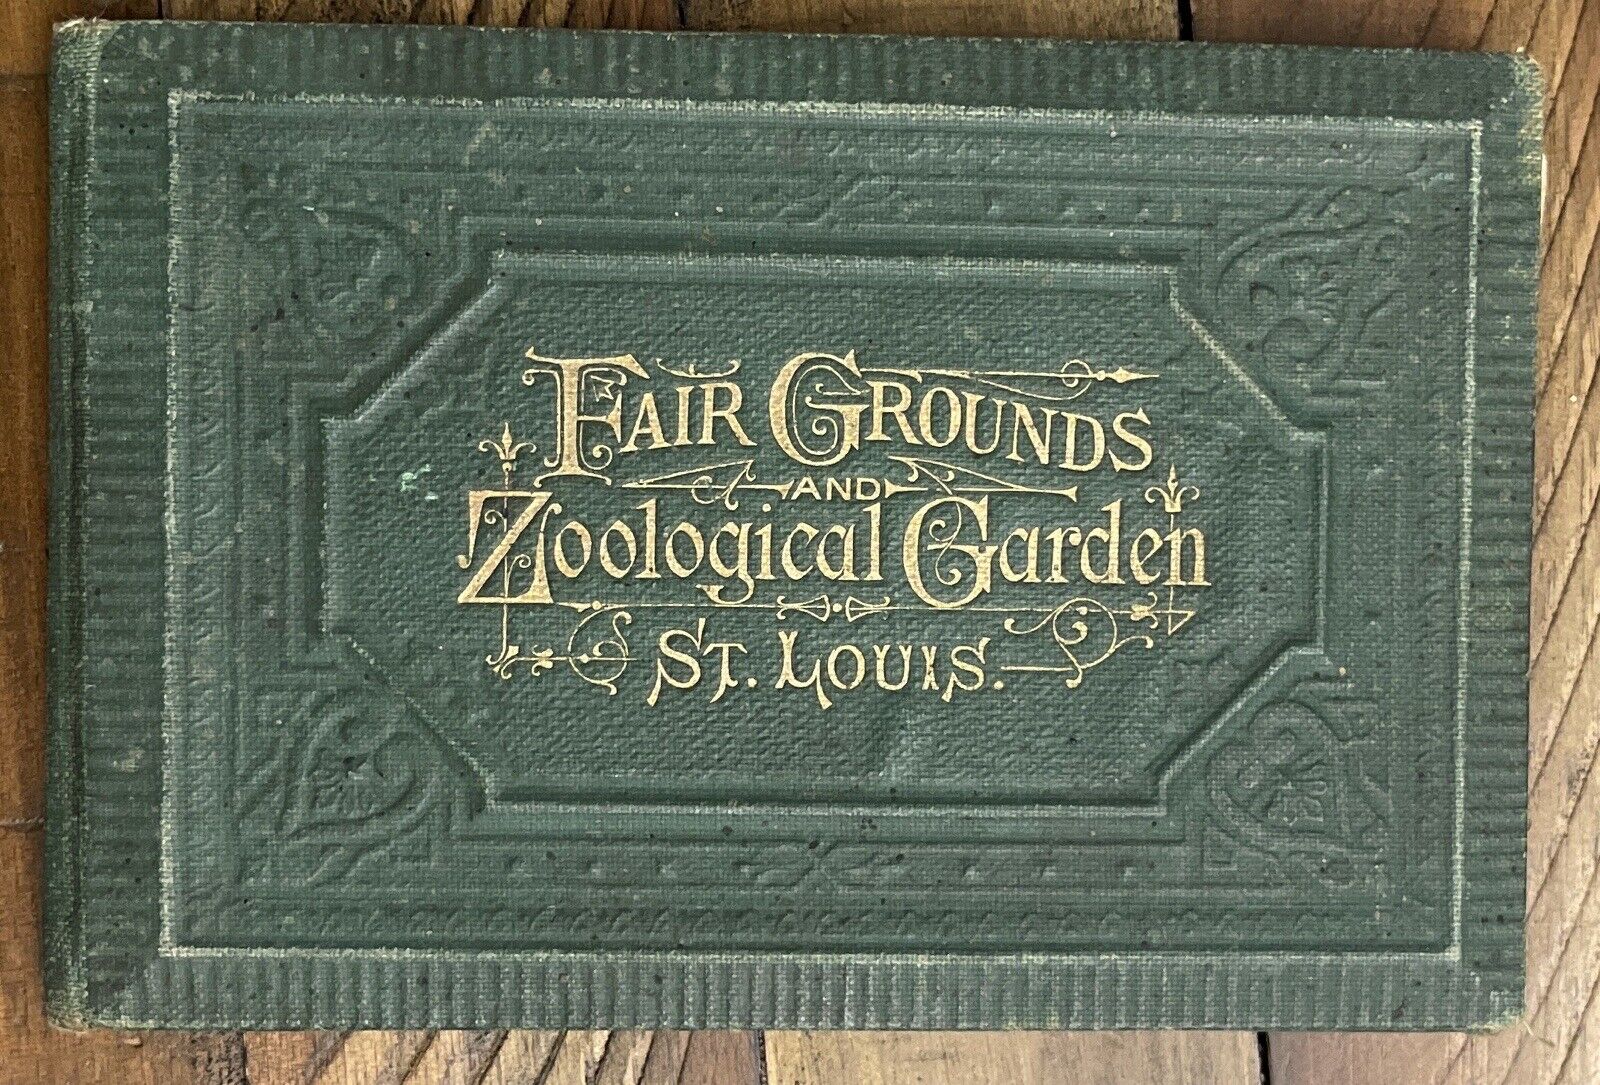 FAIR GROUNDS
AND
Zoological Garden
ST. LOUIS.